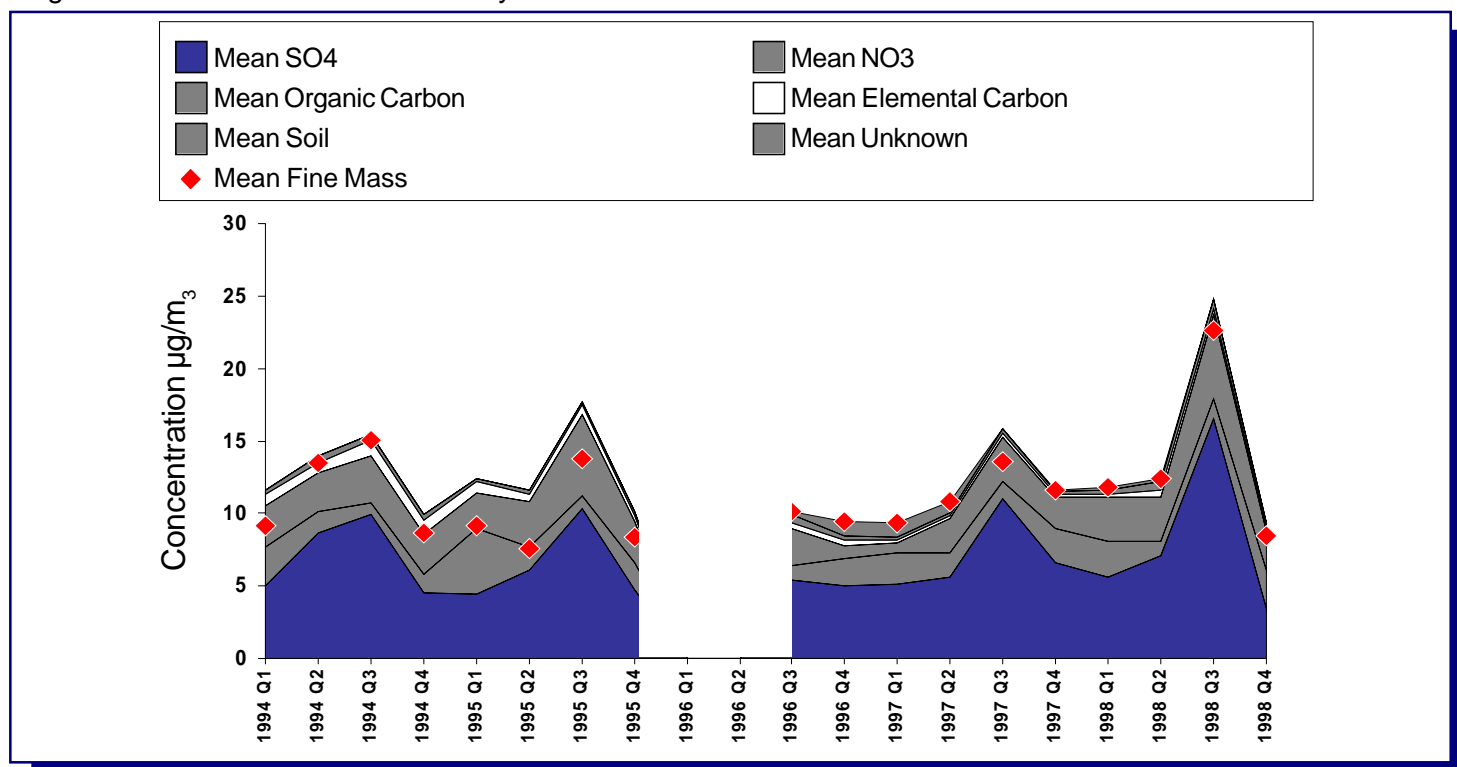 Mean SO4
Mean NO3
Mean Organic Carbon
Mean Elemental Carbon
Mean Soil
Mean Unknown
Mean Fine Mass
Concentration µg/m3
30
25
20
15
10
5
0
1994 Q1
1994 Q2
1994 Q3
1994 Q4
1995 Q1
1995 Q2
1995 Q3
1995 Q4
1996 Q1
1996 Q2
1996 Q3
1996 Q4
1997 Q1
1997 Q2
1997 Q3
1997 Q4
1998 Q1
1998 Q2
1998 Q3
1998 Q4